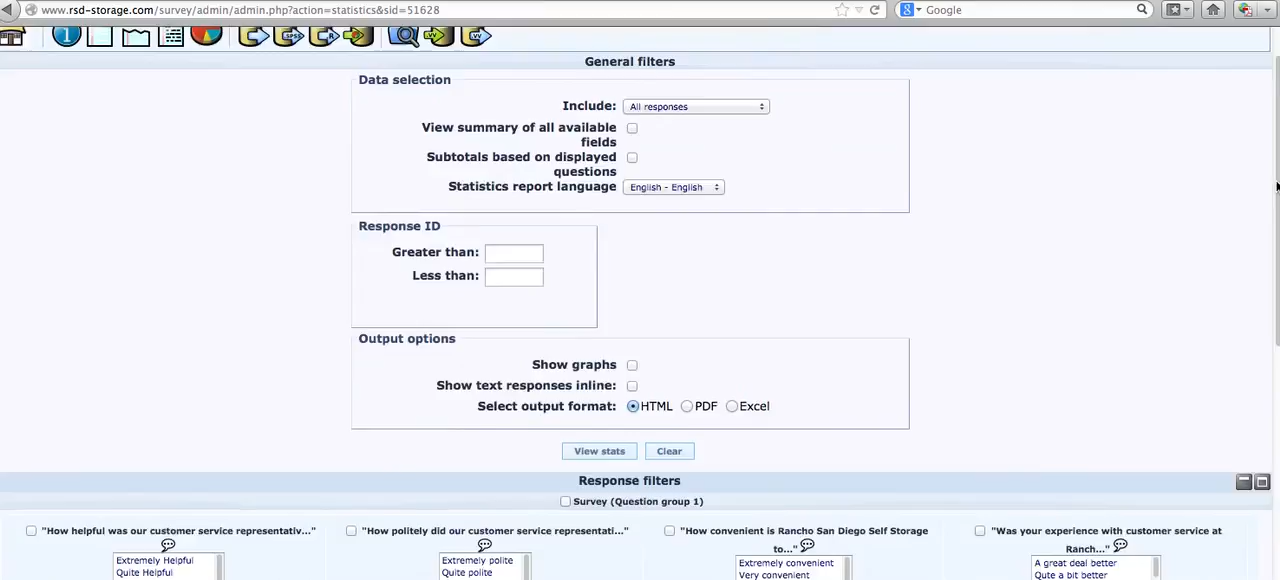 www.rsd-storage.com/survey/admin/admin.php?action=statistics&sid=51628
Google
General filters
Data selection
Include: All responses
View summary of all available
fields
Subtotals based on displayed
questions
Statistics report language English - English
Response ID
Greater than:
Less than:
Output options
Show graphs
Show text responses inline:
Select output format: HTML PDF Excel
View stats Clear
Response filters
Survey (Question group 1)
"How helpful was our customer service representativ..."
Extremely Helpful
Quite Helpful
"How politely did our customer service representati..."
Extremely polite
Quite polite
"How convenient is Rancho San Diego Self Storage
to..."
Extremely convenient
Very convenient
"Was your experience with customer service at
Ranch..."
A great deal better
Qute a bit better